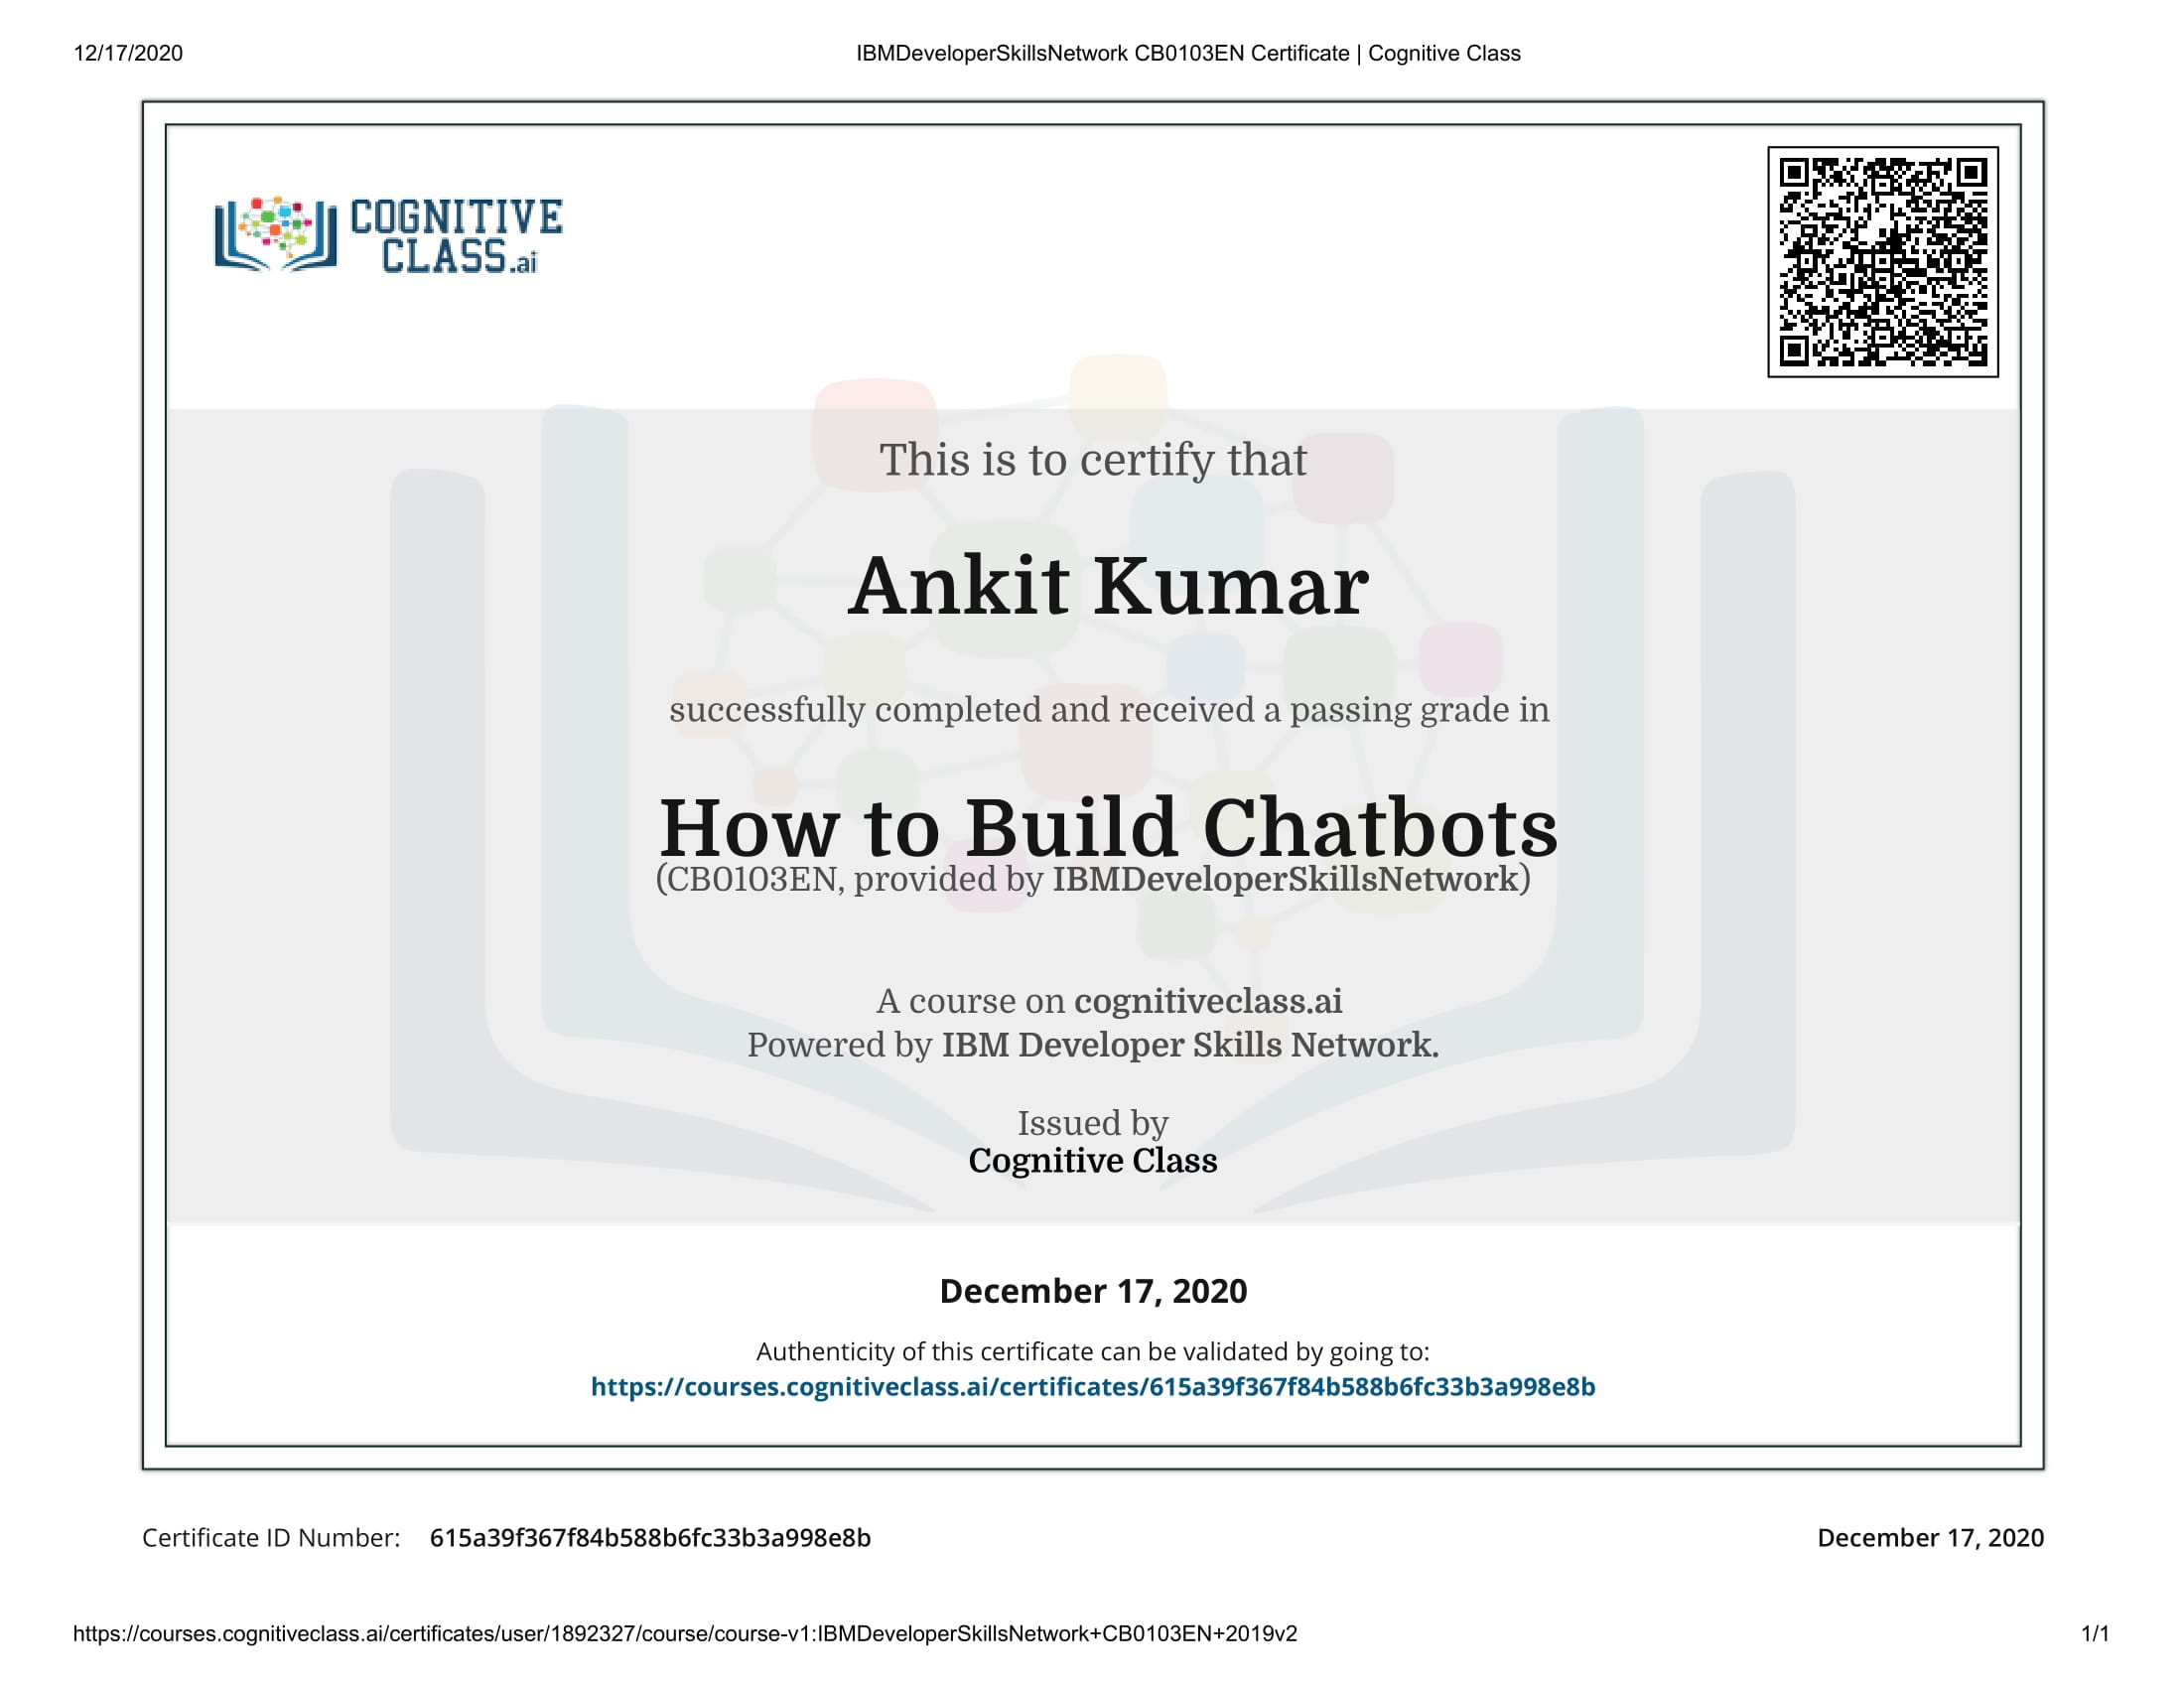 12/17/2020
IBMDeveloperSkillsNetwork CB0103EN Certificate | Cognitive Class
COGNITIVE
CLASS.ai
This is to certify that
Ankit Kumar
successfully completed and received a passing grade in
How to Build Chatbots
(CB0103EN, provided by IBMDeveloperSkillsNetwork)
A course on cognitiveclass.ai
Powered by IBM Developer Skills Network.
Issued by
Cognitive Class
December 17, 2020
Authenticity of this certificate can be validated by going to:
https://courses.cognitiveclass.ai/certificates/615a39f367f84b588b6fc33b3a998e8b
Certificate ID Number: 615a39f367f84b588b6fc33b3a998e8b
December 17, 2020
https://courses.cognitiveclass.ai/certificates/user/1892327/course/course-v1:IBMDeveloperSkillsNetwork+CB0103EN+2019v2
1/1